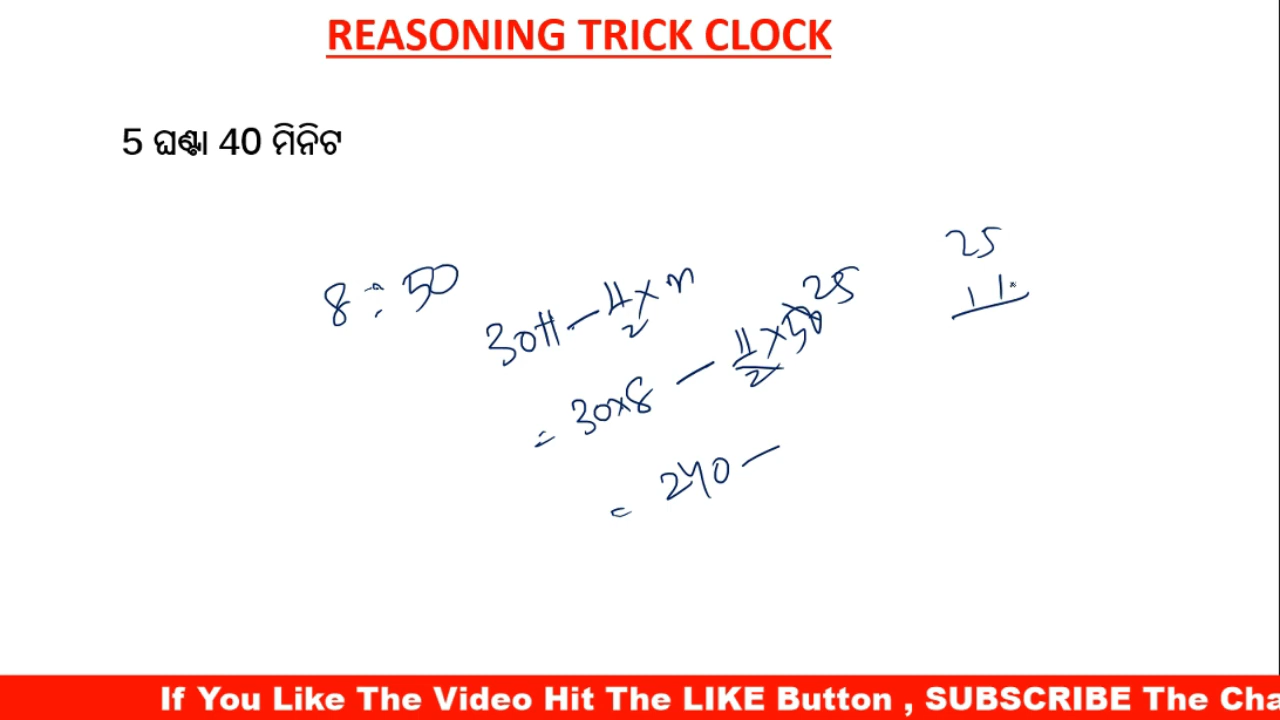 REASONING TRICK CLOCK
5 ଘଣ୍ଟା 40 ମିନିଟ
8 : 50
30H - 11/2 × m
25
= 30×8 - 11/2 × 50 25
11
= 240 -
If You Like The Video Hit The LIKE Button , SUBSCRIBE The Cha